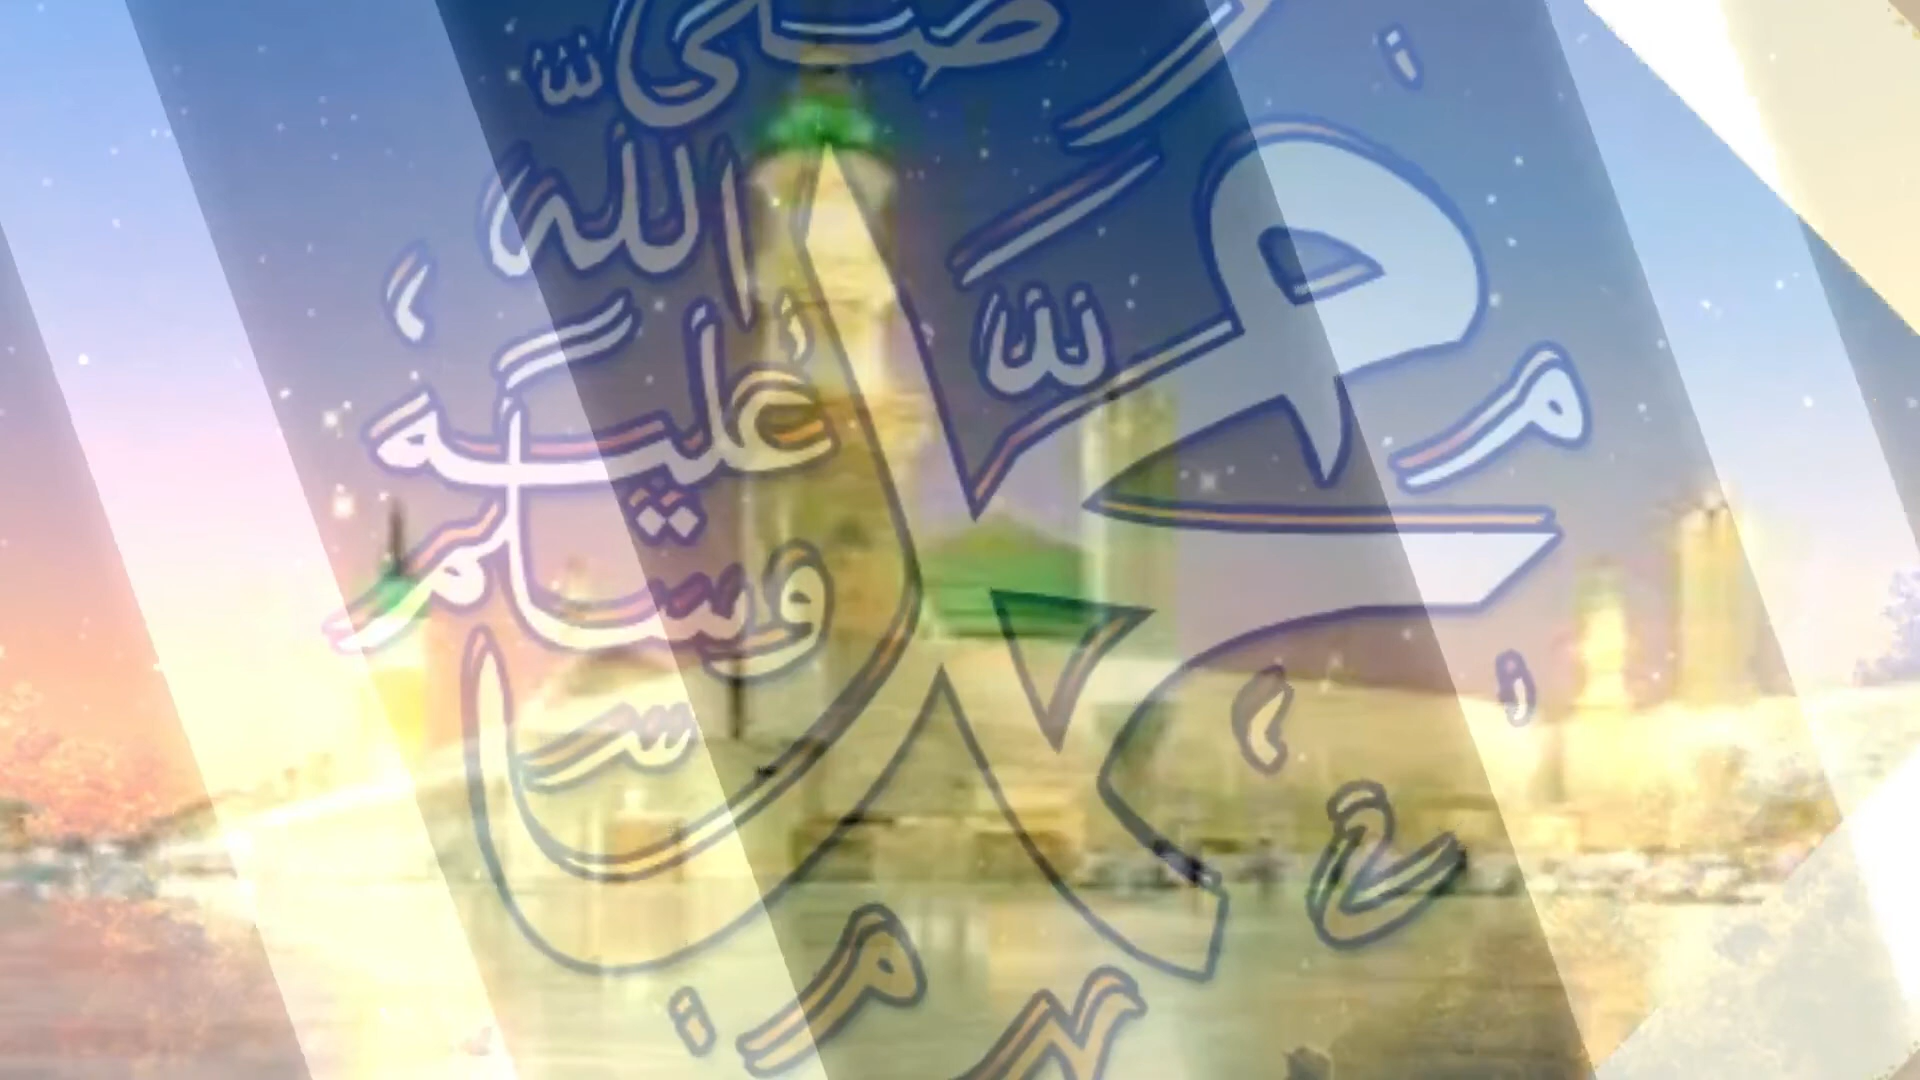 محمد
صلى
الله
عليه
وسلم